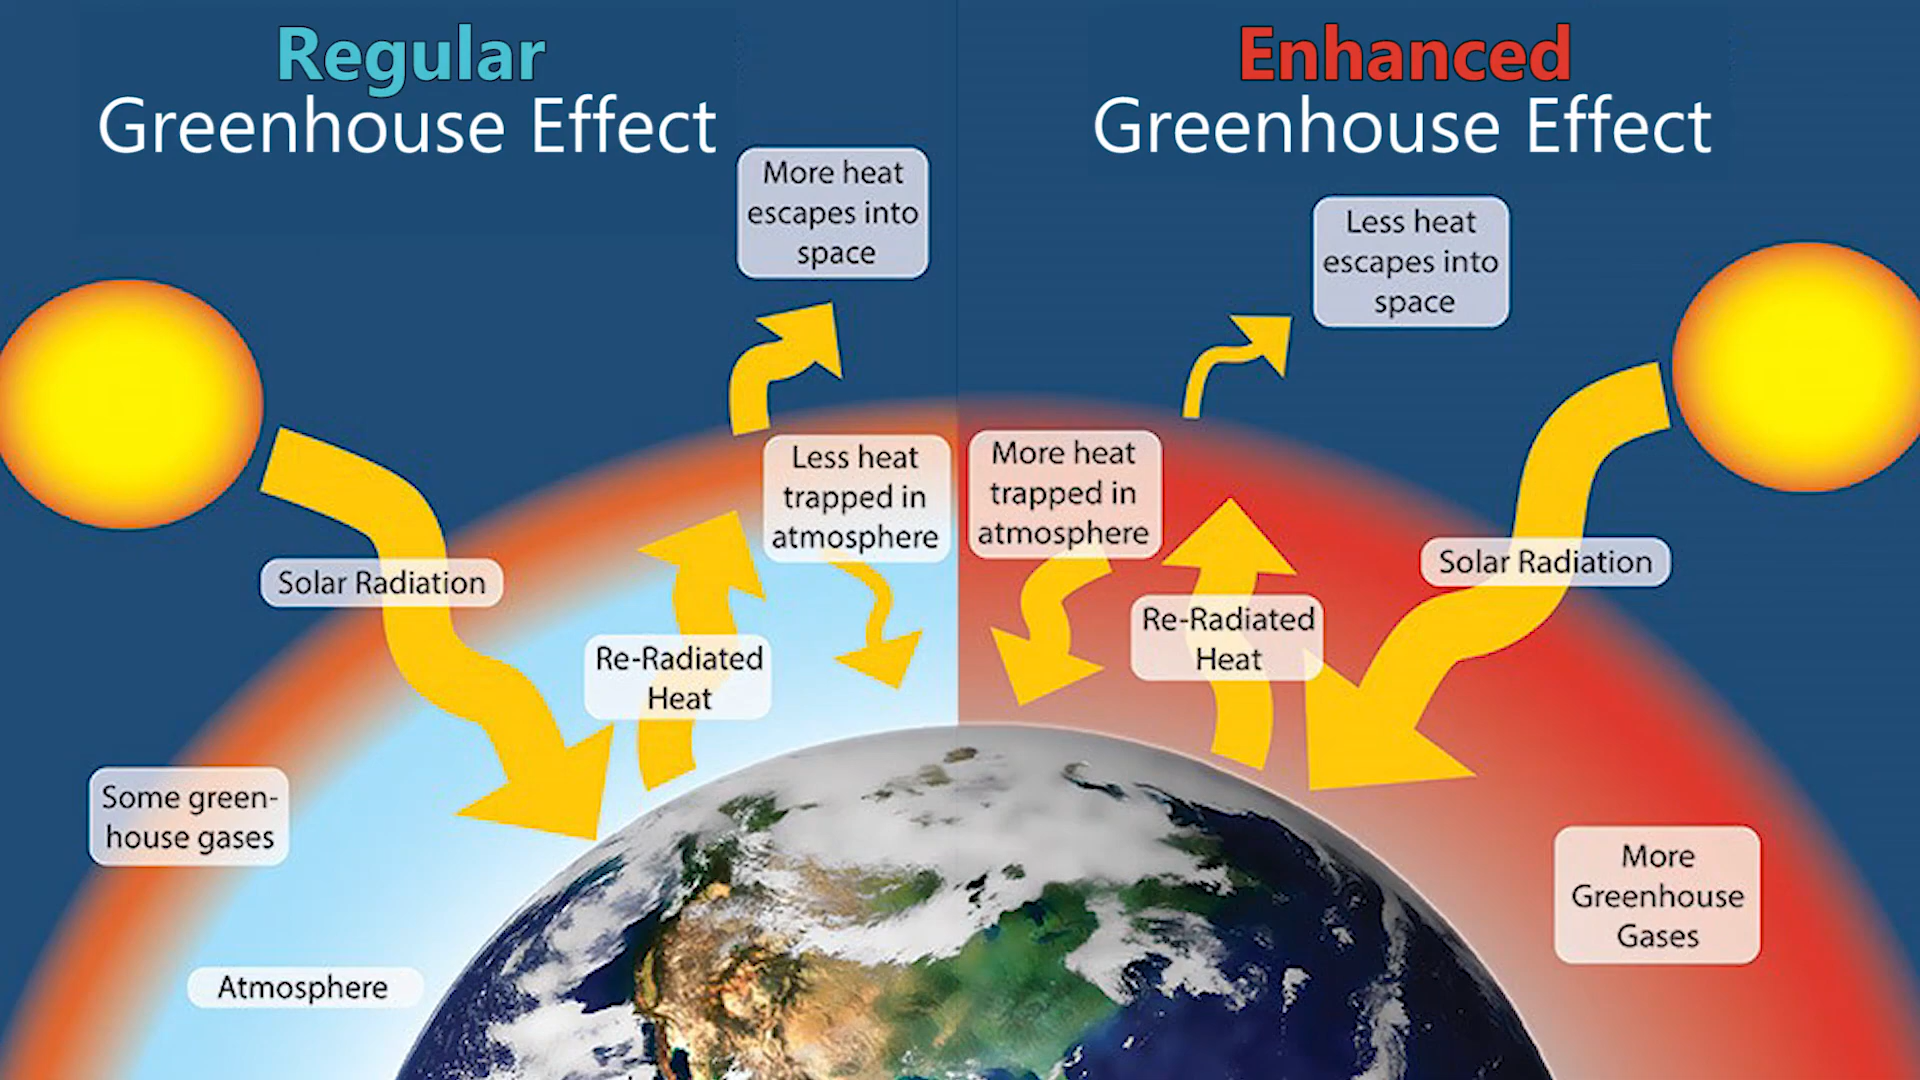 Regular
Greenhouse Effect
More heat
escapes into
space
Less heat
trapped in
atmosphere
Solar Radiation
Re-Radiated
Heat
Some green-
house gases
Atmosphere
Enhanced
Greenhouse Effect
Less heat
escapes into
space
More heat
trapped in
atmosphere
Solar Radiation
Re-Radiated
Heat
More
Greenhouse
Gases